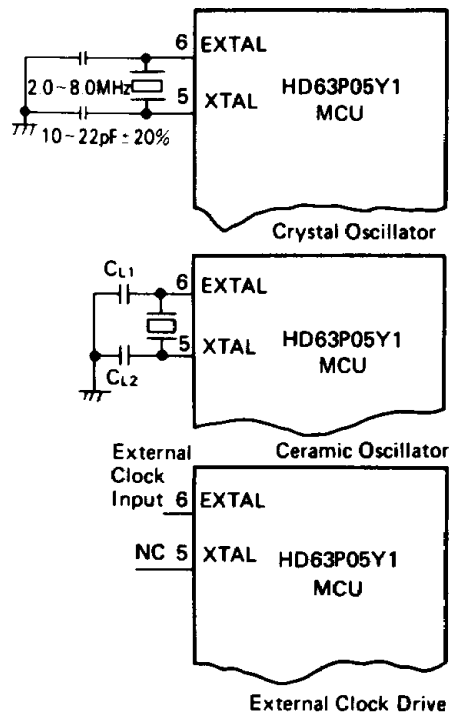 6 EXTAL
2.0~8.0MHz
5 XTAL
HD63P05Y1
MCU
10~22pF ± 20%
Crystal Oscillator
CL1
6 EXTAL
HD63P05Y1
MCU
5 XTAL
CL2
Ceramic Oscillator
External
Clock
Input 6 EXTAL
NC 5 XTAL
HD63P05Y1
MCU
External Clock Drive